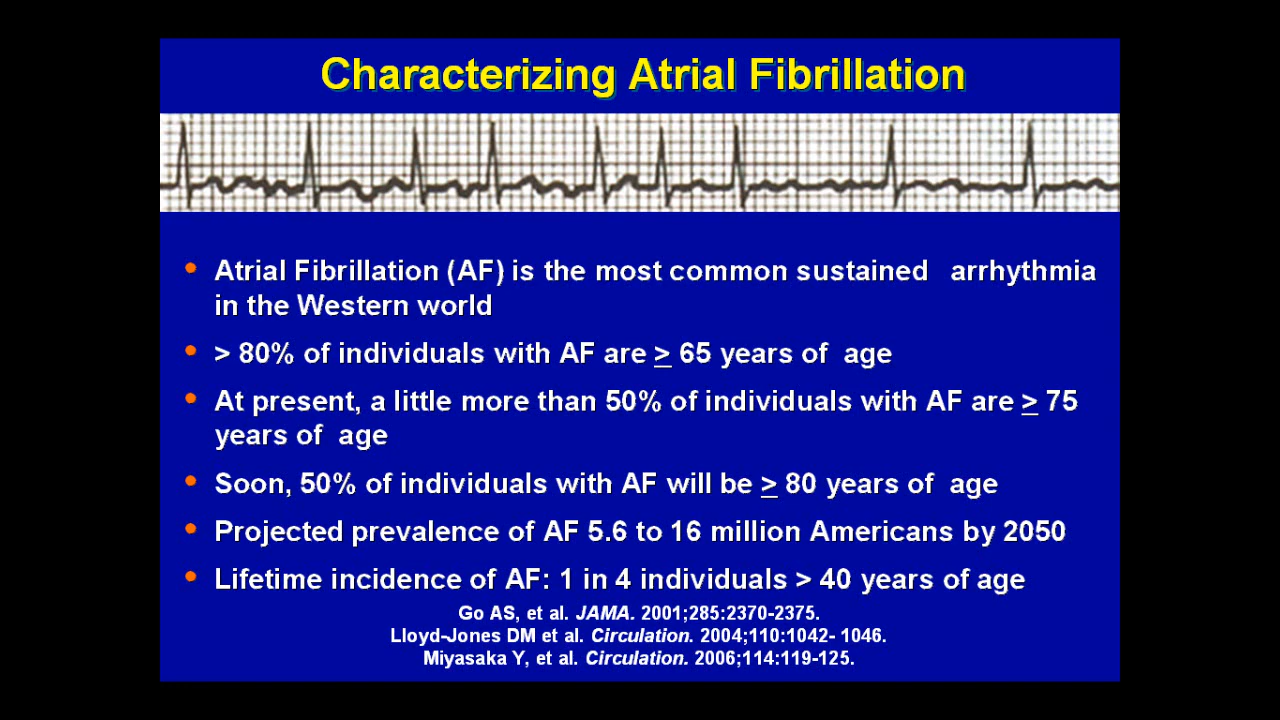 Characterizing Atrial Fibrillation
• Atrial Fibrillation (AF) is the most common sustained arrhythmia
in the Western world
• > 80% of individuals with AF are ≥ 65 years of age
• At present, a little more than 50% of individuals with AF are ≥ 75
years of age
• Soon, 50% of individuals with AF will be ≥ 80 years of age
• Projected prevalence of AF 5.6 to 16 million Americans by 2050
• Lifetime incidence of AF: 1 in 4 individuals > 40 years of age
Go AS, et al. JAMA. 2001;285:2370-2375.
Lloyd-Jones DM et al. Circulation. 2004;110:1042- 1046.
Miyasaka Y, et al. Circulation. 2006;114:119-125.